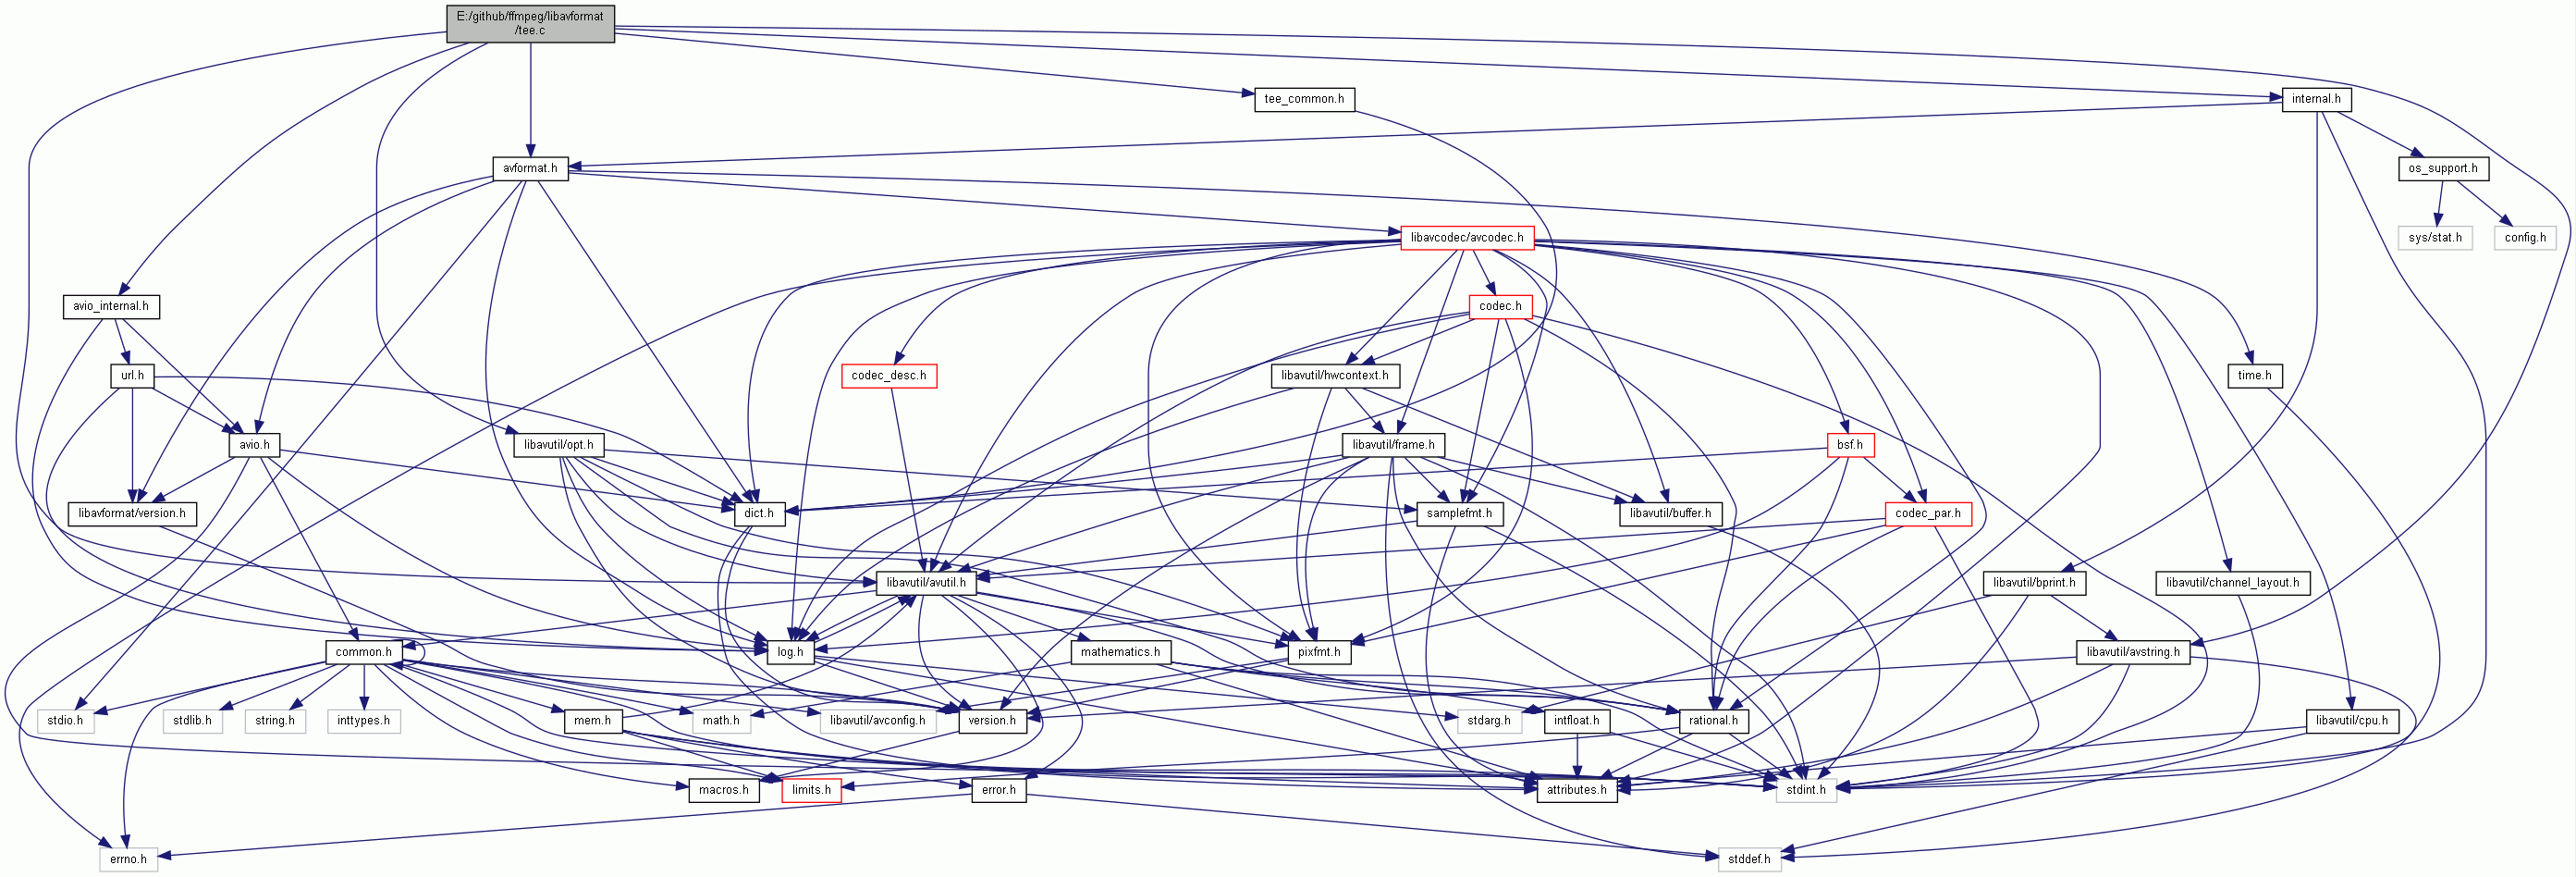 E:/github/ffmpeg/libavformat
/tee.c
tee_common.h
internal.h
avformat.h
os_support.h
libavcodec/avcodec.h
sys/stat.h
config.h
avio_internal.h
codec.h
url.h
codec_desc.h
libavutil/hwcontext.h
time.h
avio.h
libavutil/opt.h
libavutil/frame.h
bsf.h
libavformat/version.h
dict.h
samplefmt.h
libavutil/buffer.h
codec_par.h
libavutil/avutil.h
libavutil/bprint.h
libavutil/channel_layout.h
common.h
log.h
mathematics.h
pixfmt.h
libavutil/avstring.h
stdio.h
stdlib.h
string.h
inttypes.h
mem.h
math.h
libavutil/avconfig.h
version.h
stdarg.h
intfloat.h
rational.h
libavutil/cpu.h
macros.h
limits.h
error.h
attributes.h
stdint.h
errno.h
stddef.h